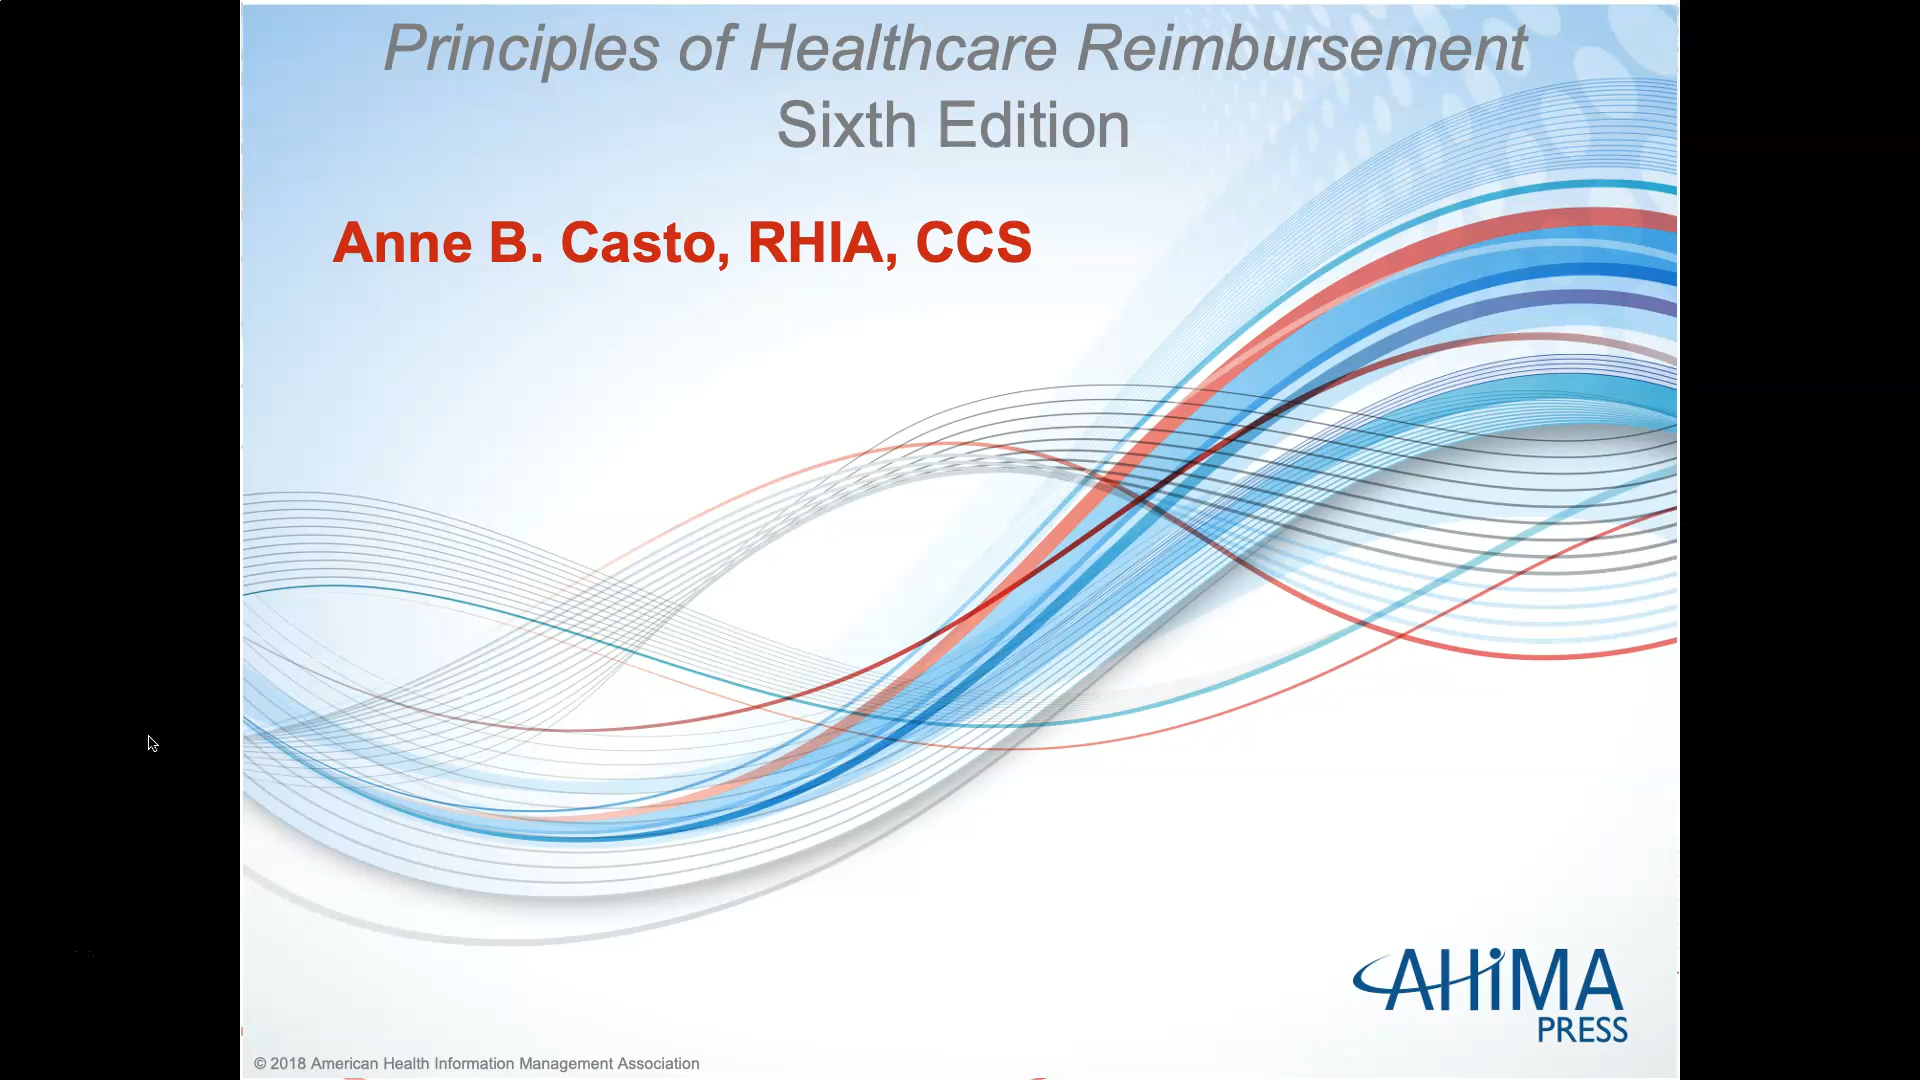 Principles of Healthcare Reimbursement
Sixth Edition
Anne B. Casto, RHIA, CCS
AHiMA
PRESS
© 2018 American Health Information Management Association